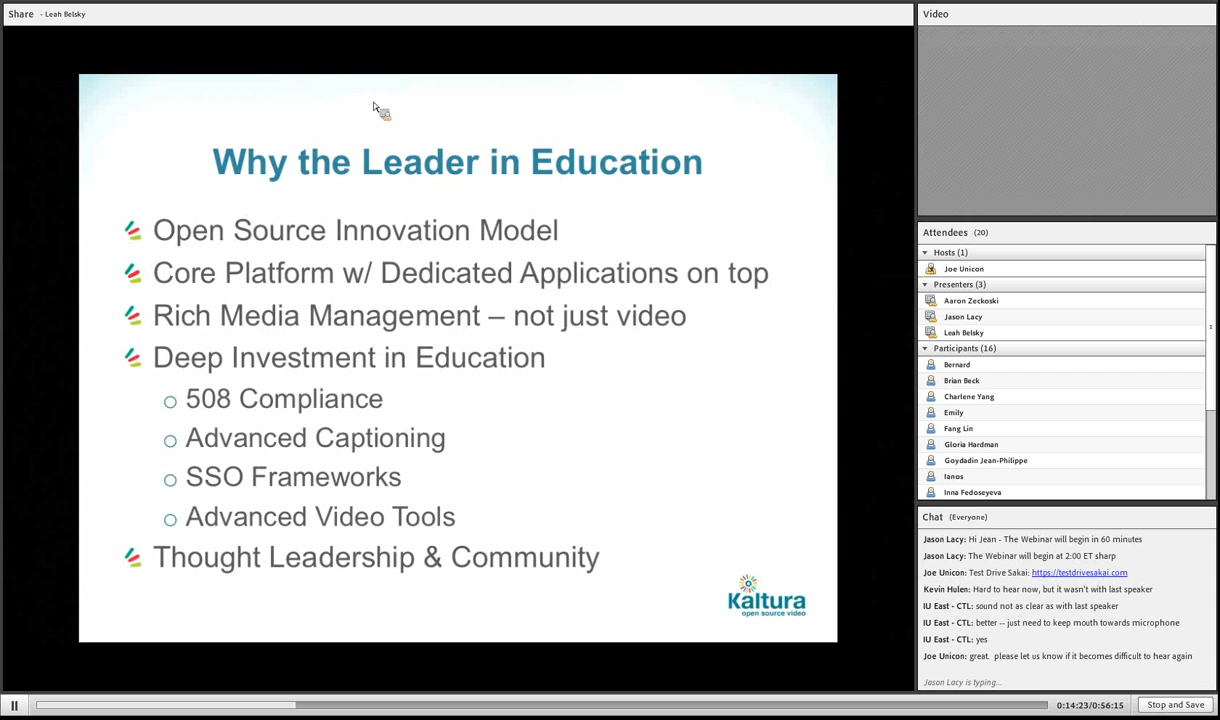 Share - Leah Belsky
Why the Leader in Education
Open Source Innovation Model
Core Platform w/ Dedicated Applications on top
Rich Media Management – not just video
Deep Investment in Education
508 Compliance
Advanced Captioning
SSO Frameworks
Advanced Video Tools
Thought Leadership & Community
Kaltura
open source video
Video
Attendees (20)
Hosts (1)
Joe Unicon
Presenters (3)
Aaron Zeckoski
Jason Lacy
Leah Belsky
Participants (16)
Bernard
Brian Beck
Charlene Yang
Emily
Fang Lin
Gloria Hardman
Goydadin Jean-Philippe
Ianos
Inna Fedoseyeva
Chat (Everyone)
Jason Lacy: Hi Jean - The Webinar will begin in 60 minutes
Jason Lacy: The Webinar will begin at 2:00 ET sharp
Joe Unicon: Test Drive Sakai: https://testdrivesakai.com
Kevin Hulen: Hard to hear now, but it wasn't with last speaker
IU East - CTL: sound not as clear as with last speaker
IU East - CTL: better -- just need to keep mouth towards microphone
IU East - CTL: yes
Joe Unicon: great. please let us know if it becomes difficult to hear again
Jason Lacy is typing...
0:14:23/0:56:15
Stop and Save